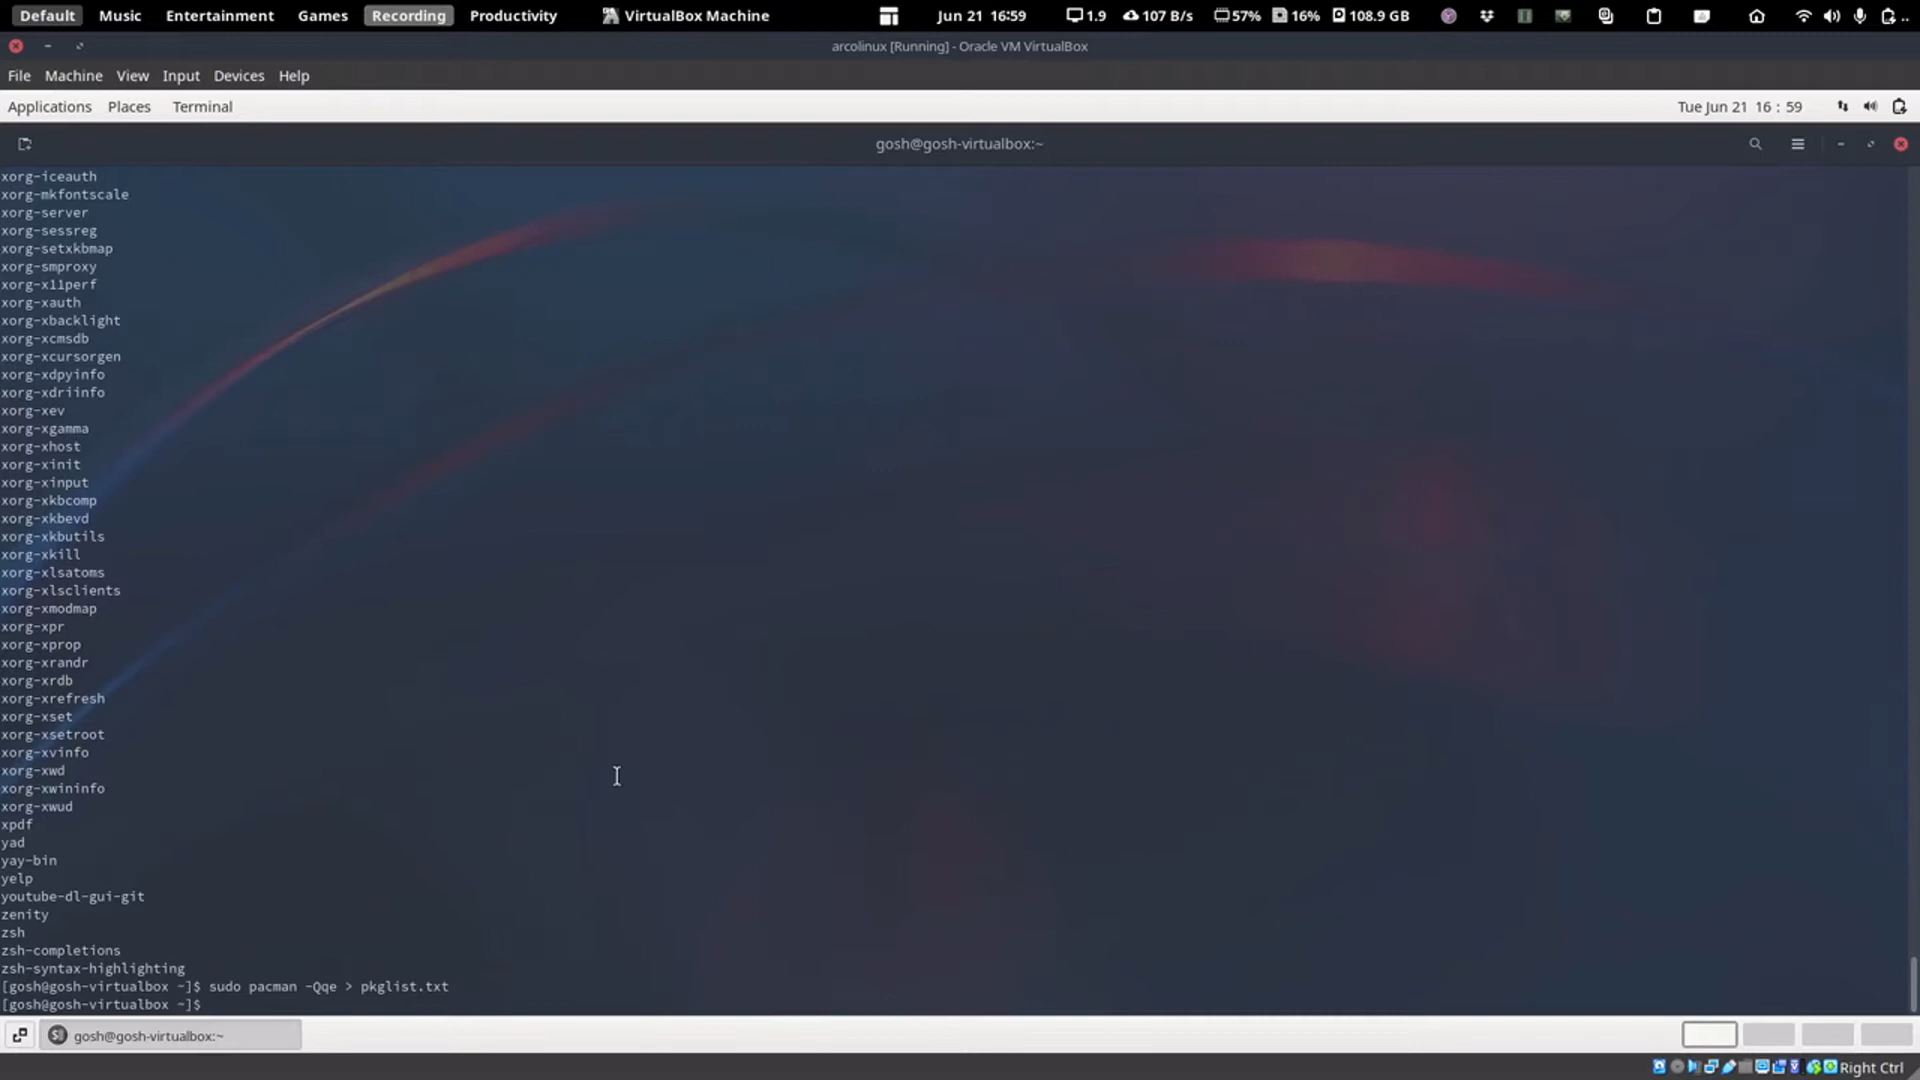 Default Music Entertainment Games Recording Productivity VirtualBox Machine Jun 21 16:59 1.9 107 B/s 57% 16% 108.9 GB
arcolinux [Running] - Oracle VM VirtualBox
File Machine View Input Devices Help
Applications Places Terminal Tue Jun 21 16 : 59
gosh@gosh-virtualbox:~
xorg-iceauth
xorg-mkfontscale
xorg-server
xorg-sessreg
xorg-setxkbmap
xorg-smproxy
xorg-x11perf
xorg-xauth
xorg-xbacklight
xorg-xcmsdb
xorg-xcursorgen
xorg-xdpyinfo
xorg-xdriinfo
xorg-xev
xorg-xgamma
xorg-xhost
xorg-xinit
xorg-xinput
xorg-xkbcomp
xorg-xkbevd
xorg-xkbutils
xorg-xkill
xorg-xlsatoms
xorg-xlsclients
xorg-xmodmap
xorg-xpr
xorg-xprop
xorg-xrandr
xorg-xrdb
xorg-xrefresh
xorg-xset
xorg-xsetroot
xorg-xvinfo
xorg-xwd
xorg-xwininfo
xorg-xwud
xpdf
yad
yay-bin
yelp
youtube-dl-gui-git
zenity
zsh
zsh-completions
zsh-syntax-highlighting
[gosh@gosh-virtualbox ~]$ sudo pacman -Qqe > pkglist.txt
[gosh@gosh-virtualbox ~]$
gosh@gosh-virtualbox:~
Right Ctrl